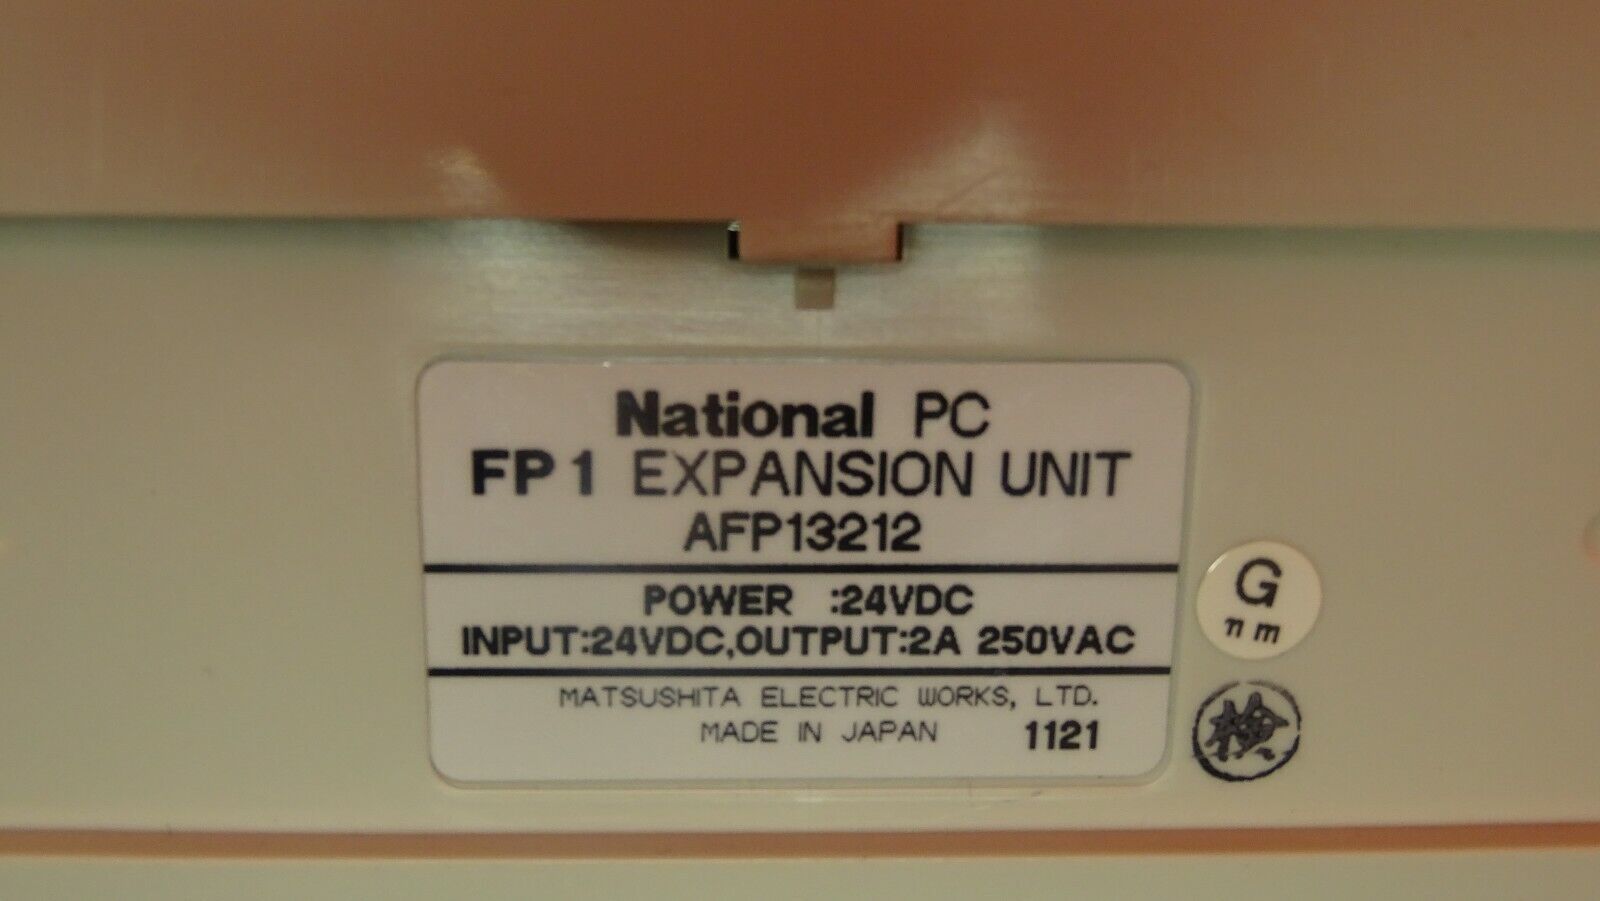 National PC
FP1 EXPANSION UNIT
AFP13212
POWER :24VDC
INPUT:24VDC,OUTPUT:2A 250VAC
MATSUSHITA ELECTRIC WORKS, LTD.
MADE IN JAPAN 1121
G
nm
検